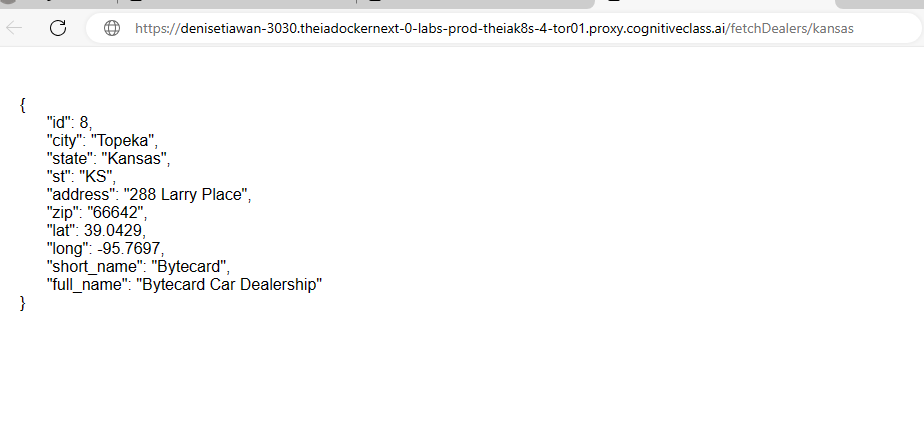 https://denisetiawan-3030.theiadockernext-0-labs-prod-theiak8s-4-tor01.proxy.cognitiveclass.ai/fetchDealers/kansas
{
"id": 8,
"city": "Topeka",
"state": "Kansas",
"st": "KS",
"address": "288 Larry Place",
"zip": "66642",
"lat": 39.0429,
"long": -95.7697,
"short_name": "Bytecard",
"full_name": "Bytecard Car Dealership"
}